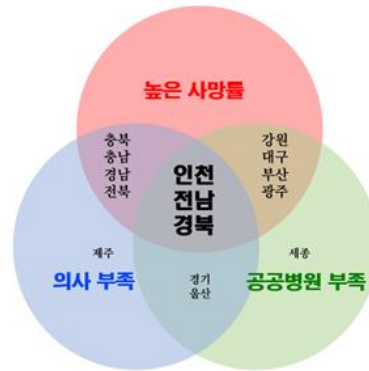 높은 사망률
충북
충남
경남
전북
강원
대구
부산
광주
인천
전남
경북
제주
세종
의사 부족
경기
울산
공공병원 부족